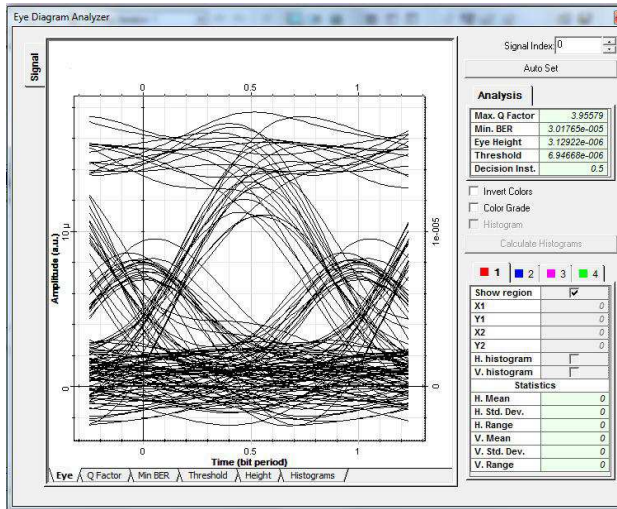 Eye Diagram Analyzer
Signal Index: 0
Auto Set
Signal
Analysis
Max. Q Factor 3.95579
Min. BER 3.01765e-005
Eye Height 3.12922e-006
Threshold 6.94668e-006
Decision Inst. 0.5
Invert Colors
Color Grade
Histogram
Calculate Histograms
1 2 3 4
Show region
X1 0
Y1 0
X2 0
Y2 0
H. histogram
V. histogram
Statistics
H. Mean 0
H. Std. Dev. 0
H. Range 0
V. Mean 0
V. Std. Dev. 0
V. Range 0
0 0.5 1
Amplitude (a.u.)
10 µ
0
1e-005
0
0 0.5 1
Time (bit period)
Eye Q Factor Min BER Threshold Height Histograms